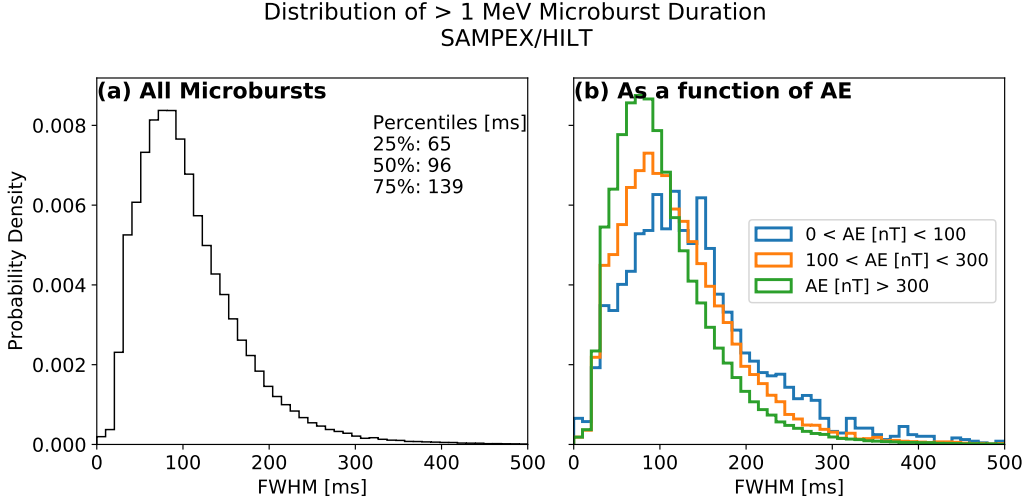 Distribution of > 1 MeV Microburst Duration
SAMPEX/HILT
(a) All Microbursts
Percentiles [ms]
25%: 65
50%: 96
75%: 139
Probability Density
0.008
0.006
0.004
0.002
0.000
0 100 200 300 400 500
FWHM [ms]
(b) As a function of AE
0 < AE [nT] < 100
100 < AE [nT] < 300
AE [nT] > 300
0 100 200 300 400 500
FWHM [ms]